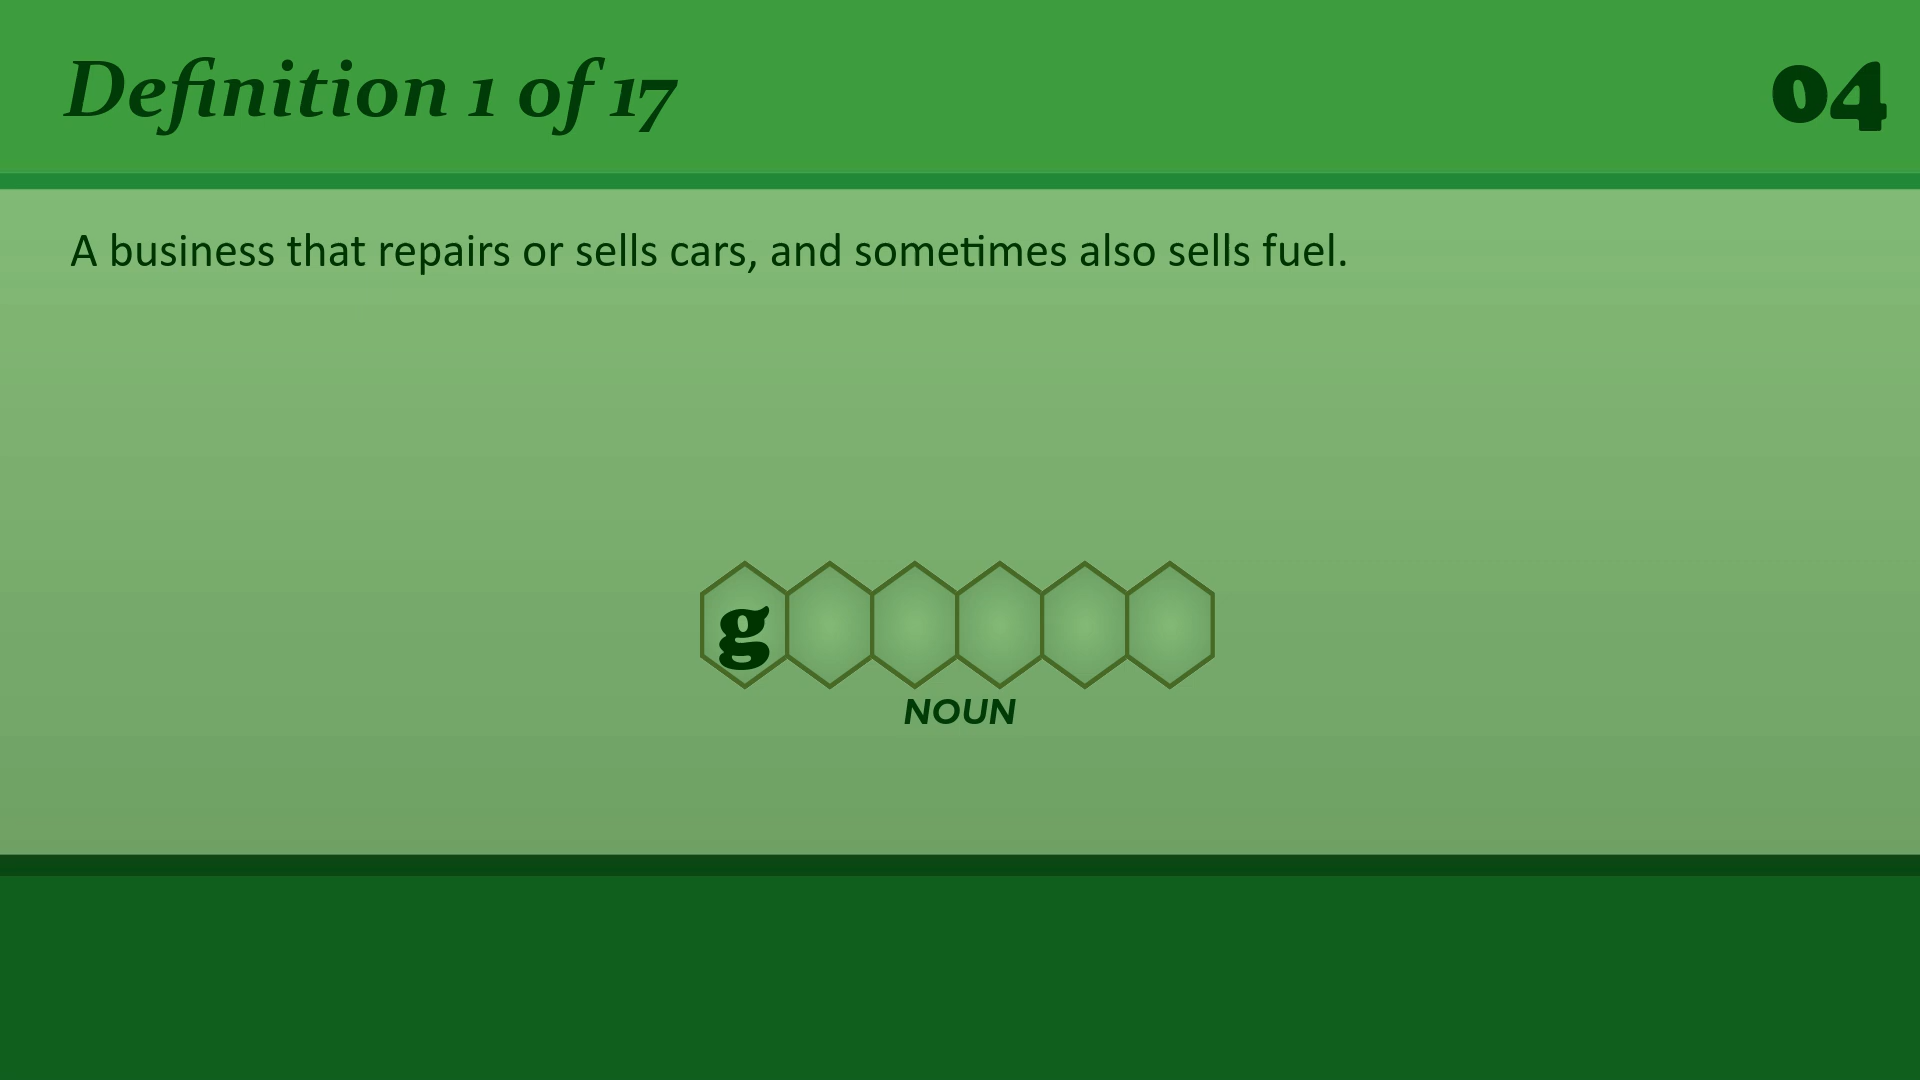 Definition 1 of 17
04
A business that repairs or sells cars, and sometimes also sells fuel.
g
NOUN